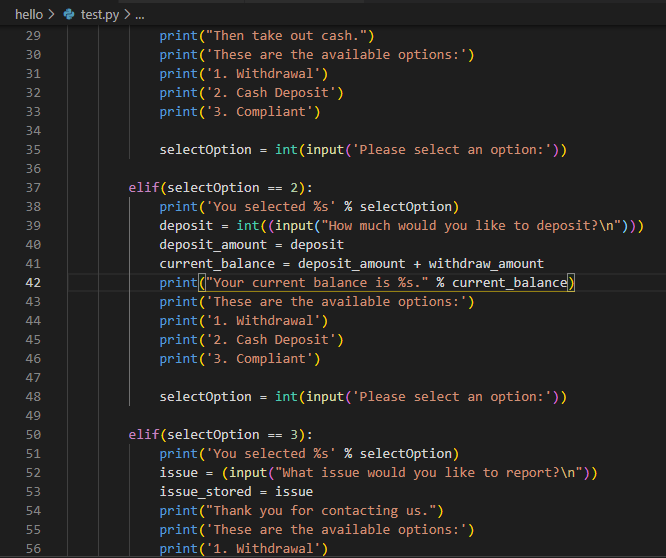 hello > test.py > ...
29 print("Then take out cash.")
30 print('These are the available options:')
31 print('1. Withdrawal')
32 print('2. Cash Deposit')
33 print('3. Compliant')
34
35 selectOption = int(input('Please select an option:'))
36
37 elif(selectOption == 2):
38 print('You selected %s' % selectOption)
39 deposit = int((input("How much would you like to deposit?\n")))
40 deposit_amount = deposit
41 current_balance = deposit_amount + withdraw_amount
42 print("Your current balance is %s." % current_balance)
43 print('These are the available options:')
44 print('1. Withdrawal')
45 print('2. Cash Deposit')
46 print('3. Compliant')
47
48 selectOption = int(input('Please select an option:'))
49
50 elif(selectOption == 3):
51 print('You selected %s' % selectOption)
52 issue = (input("What issue would you like to report?\n"))
53 issue_stored = issue
54 print("Thank you for contacting us.")
55 print('These are the available options:')
56 print('1. Withdrawal')